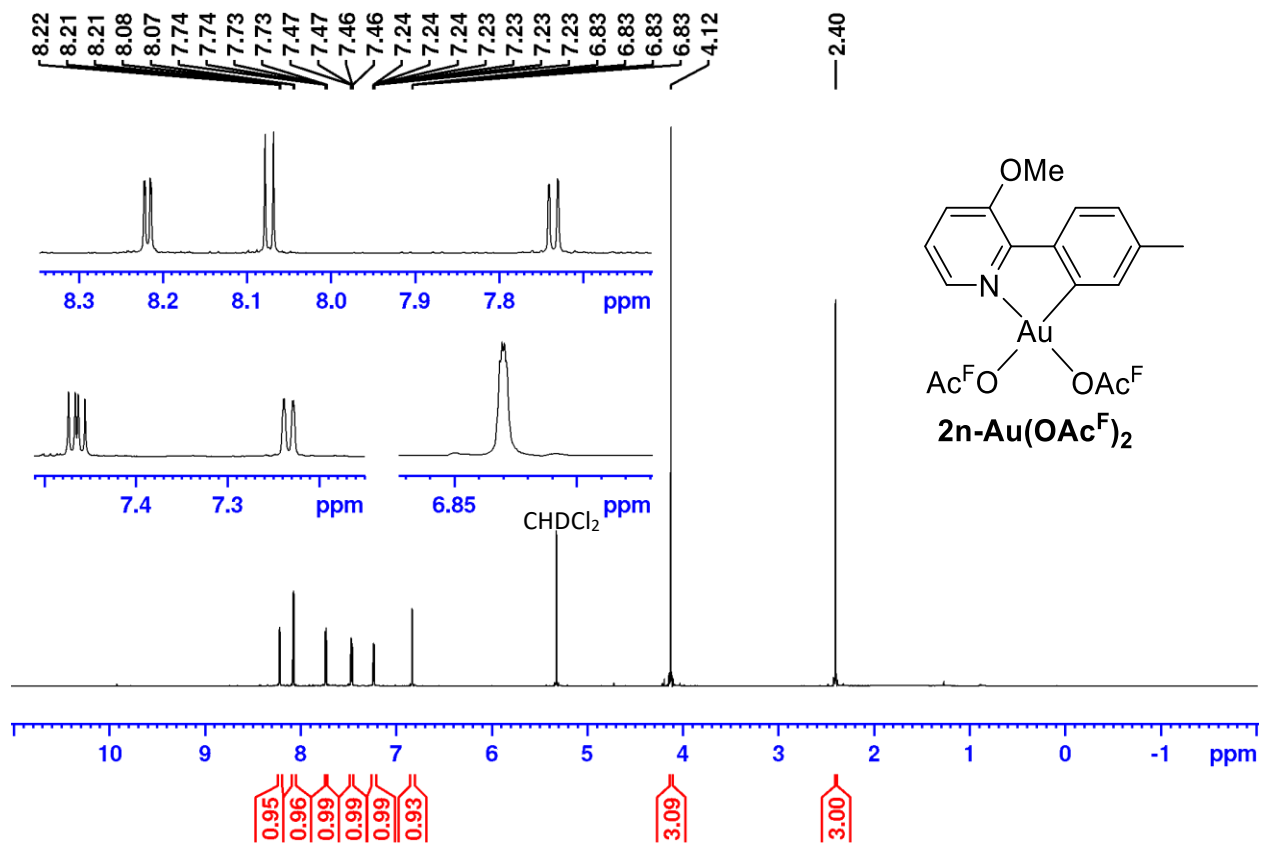 8.22 8.21 8.21 8.08 8.07 7.74 7.74 7.73 7.73 7.47 7.47 7.46 7.46 7.24 7.24 7.24 7.23 7.23 7.23 7.23 6.83 6.83 6.83 6.83 4.12 2.40
8.3 8.2 8.1 8.0 7.9 7.8 ppm
7.4 7.3 ppm 6.85 ppm
CHDCl₂
OMe
N
Au
AcᶠO OAcᶠ
2n-Au(OAcᶠ)₂
10 9 8 7 6 5 4 3 2 1 0 -1 ppm
0.95 0.96 0.99 0.99 0.99 0.93 3.09 3.00